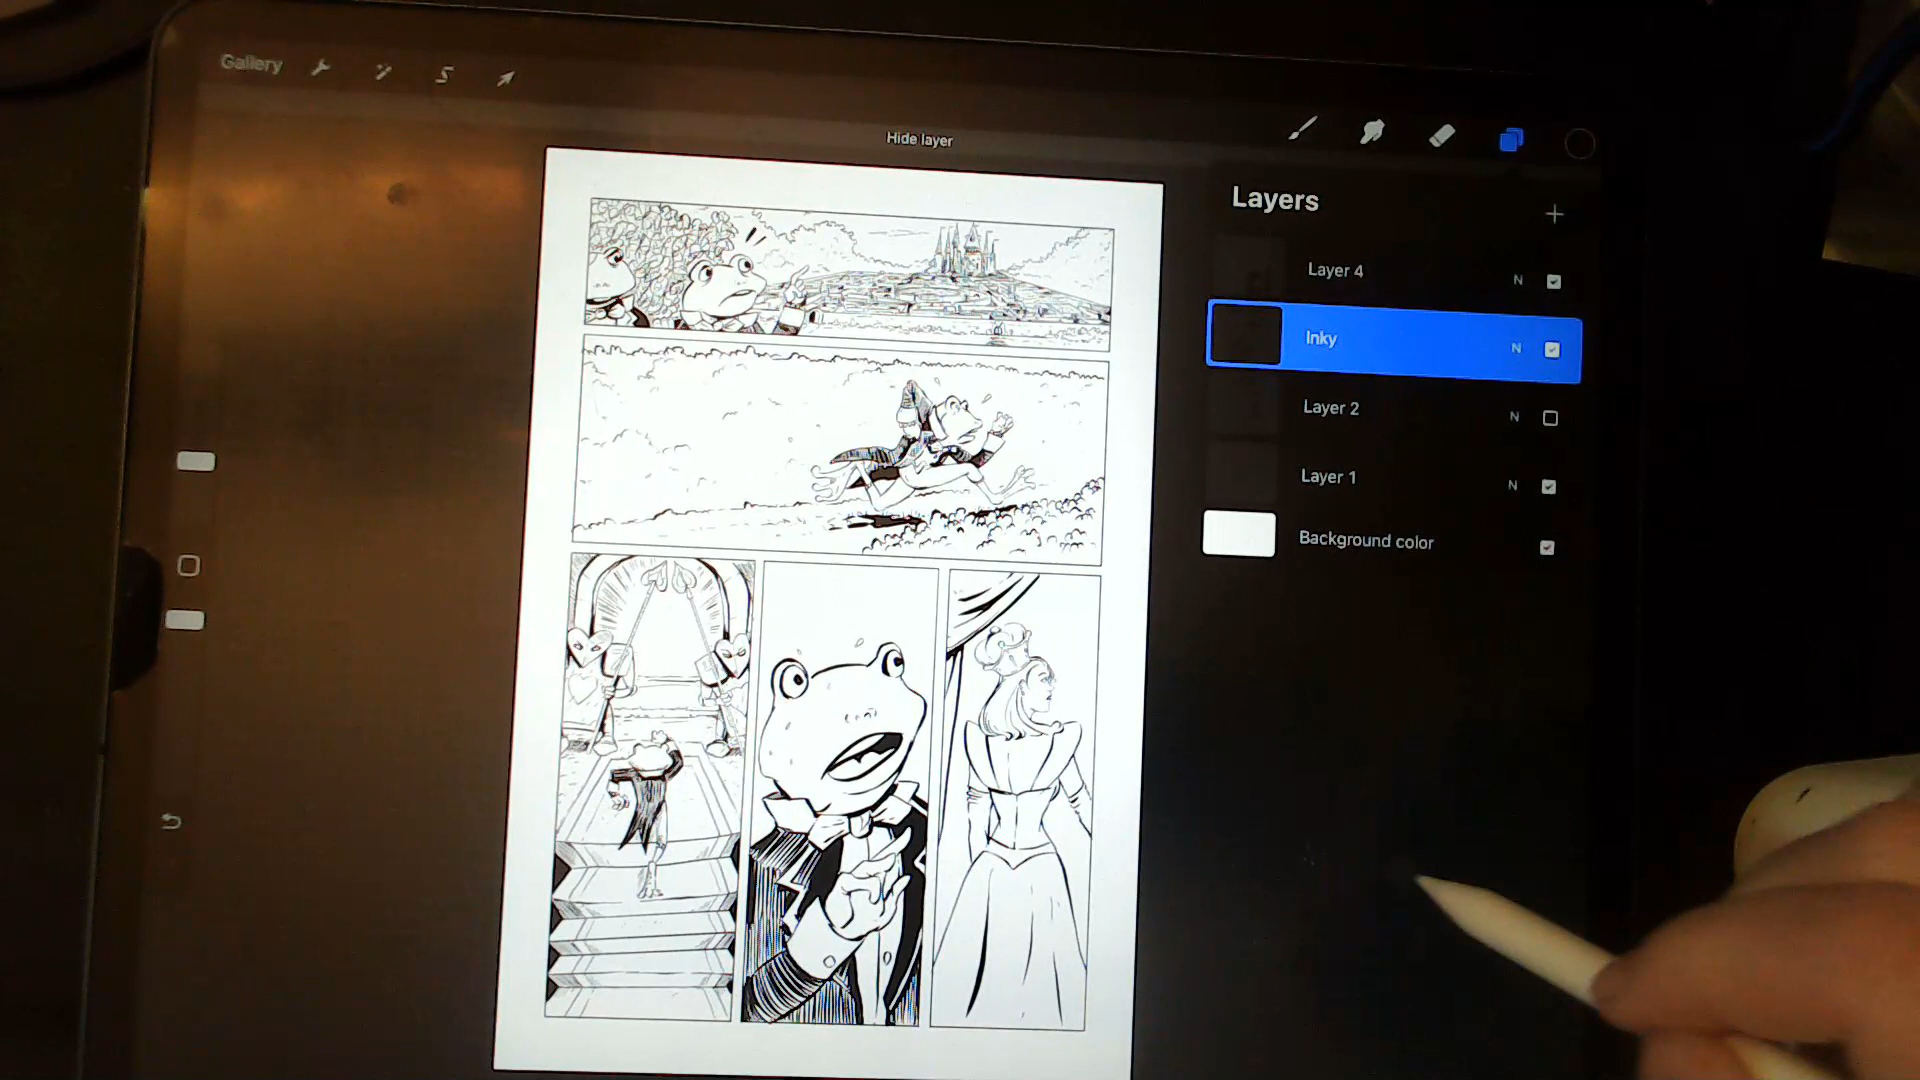 Gallery
Hide layer
Layers
Layer 4 N
Inky N
Layer 2 N
Layer 1 N
Background color